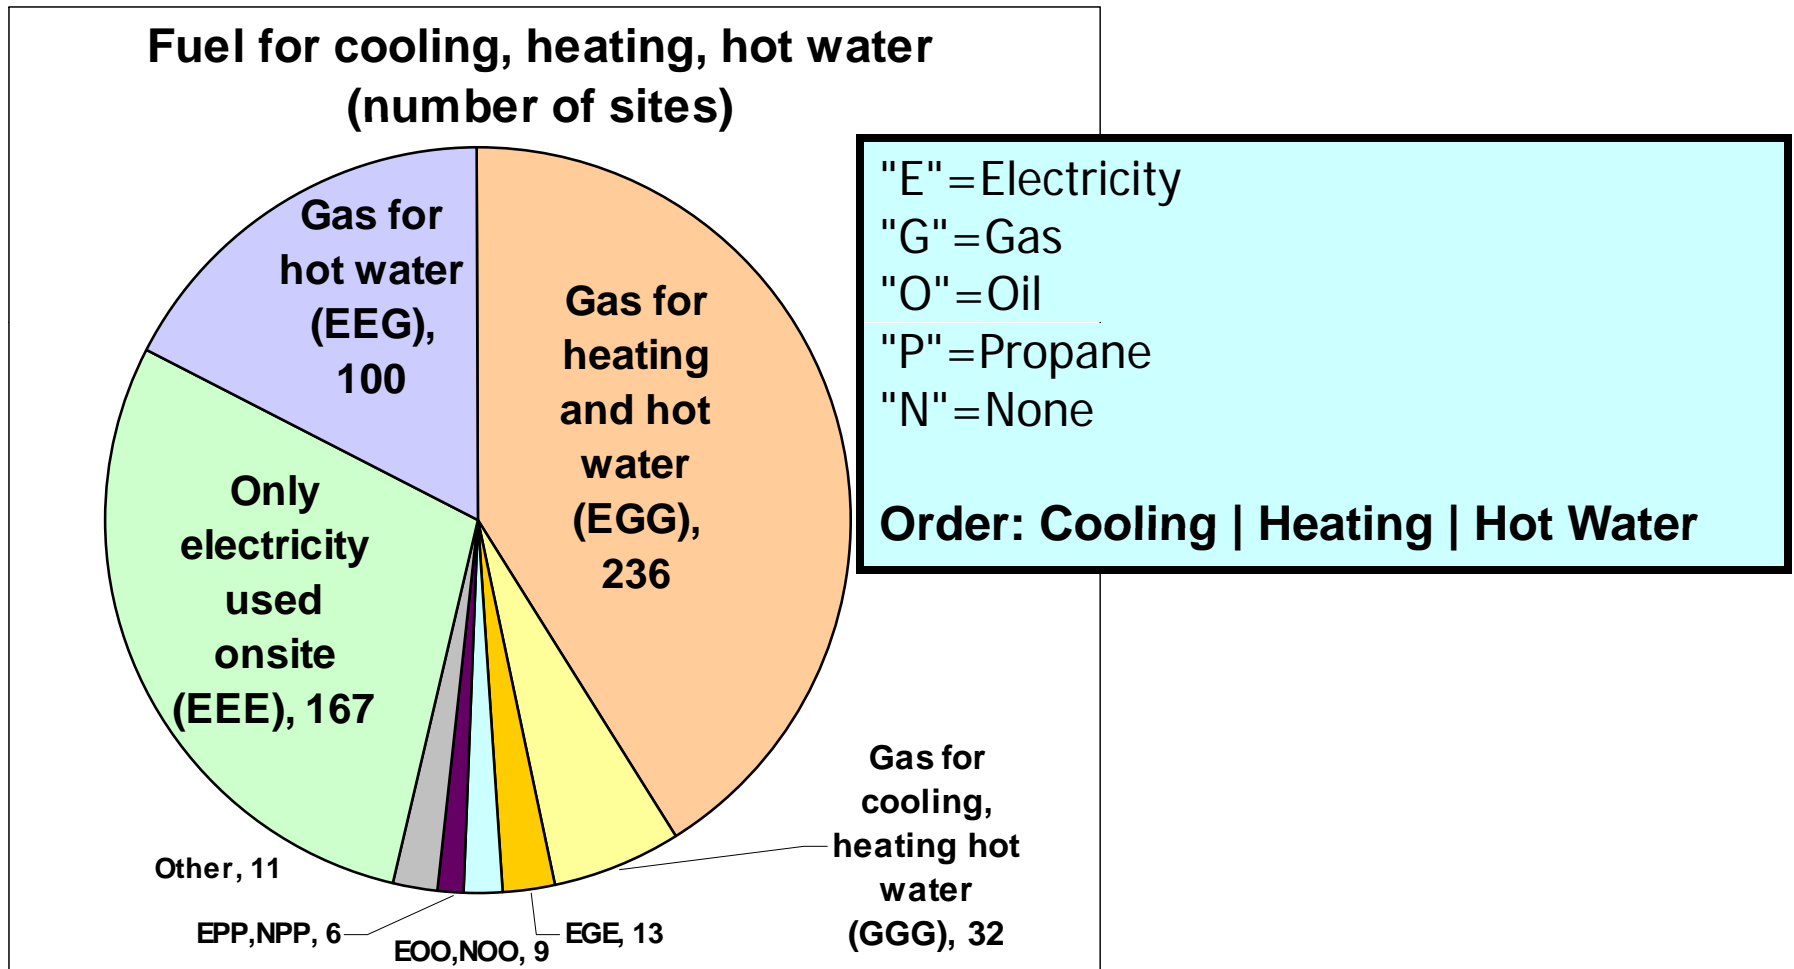 Fuel for cooling, heating, hot water
(number of sites)
Gas for
hot water
(EEG),
100
Gas for
heating
and hot
water
(EGG),
236
Only
electricity
used
onsite
(EEE), 167
Gas for
cooling,
heating hot
water
(GGG), 32
Other, 11
EPP,NPP, 6
EOO,NOO, 9
EGE, 13
"E"=Electricity
"G"=Gas
"O"=Oil
"P"=Propane
"N"=None
Order: Cooling | Heating | Hot Water